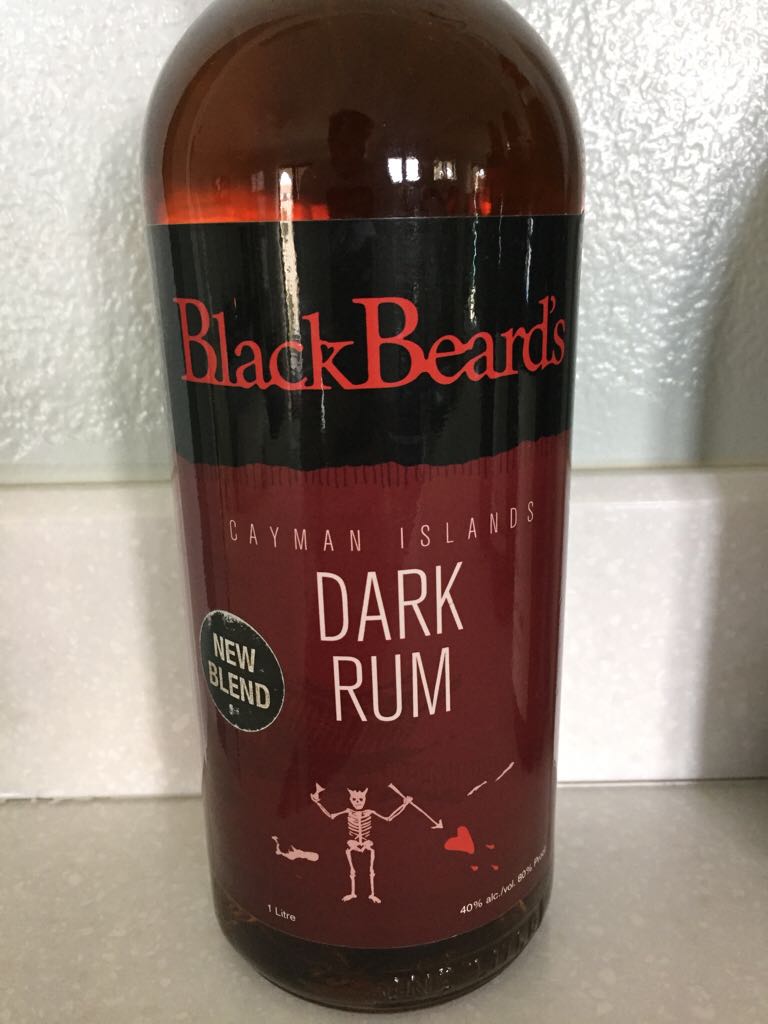 BlackBeard's
CAYMAN ISLANDS
DARK
RUM
NEW
BLEND
1 Litre
40% alc./vol. 80% Proof